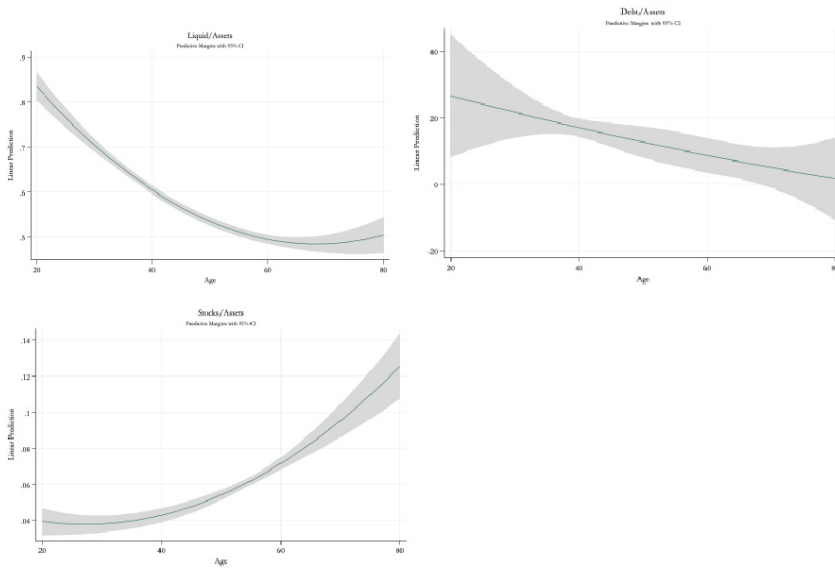 Liquid/Assets
Predictive Margins with 95% CI
.9
.8
.7
.6
.5
Linear Prediction
20
40
60
80
Age
Debt/Assets
Predictive Margins with 95% CI
40
20
0
-20
Linear Prediction
20
40
60
80
Age
Stocks/Assets
Predictive Margins with 95% CI
.14
.12
.1
.08
.06
.04
Linear Prediction
20
40
60
80
Age